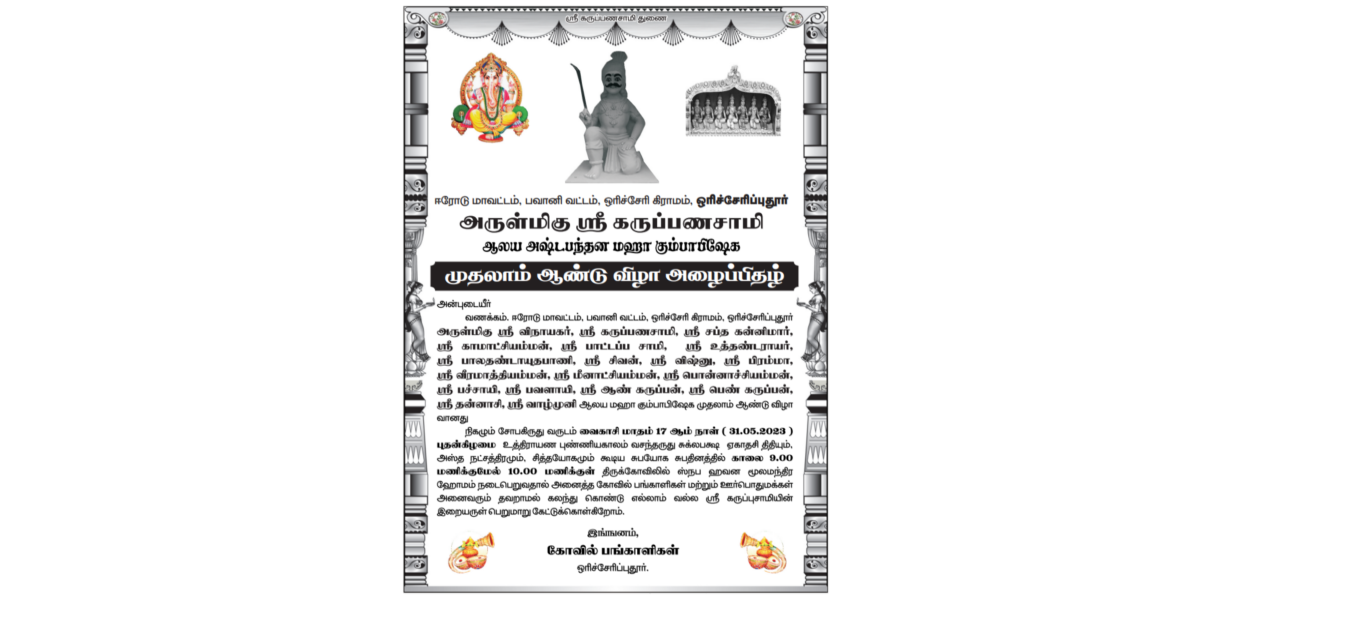 ஸ்ரீ கருப்பணசாமி துணை
ஈரோடு மாவட்டம், பவானி வட்டம், ஒரிச்சேரி கிராமம், ஒரிச்சேரிப்புதூர்
அருள்மிகு ஸ்ரீ கருப்பணசாமி
ஆலய அஷ்டபந்தன மஹா கும்பாபிஷேக
முதலாம் ஆண்டு விழா அழைப்பிதழ்
அன்புடையீர்
வணக்கம். ஈரோடு மாவட்டம், பவானி வட்டம், ஒரிச்சேரி கிராமம், ஒரிச்சேரிப்புதூர்
அருள்மிகு ஸ்ரீ விநாயகர், ஸ்ரீ கருப்பணசாமி, ஸ்ரீ சப்த கன்னிமார்,
ஸ்ரீ காமாட்சியம்மன், ஸ்ரீ பாட்டப்ப சாமி, ஸ்ரீ உத்தண்டராயர்,
ஸ்ரீ பாலதண்டாயுதபாணி, ஸ்ரீ சிவன், ஸ்ரீ விஷ்னு, ஸ்ரீ பிரம்மா,
ஸ்ரீ வீரமாத்தியம்மன், ஸ்ரீ மீனாட்சியம்மன், ஸ்ரீ பொன்னாச்சியம்மன்,
ஸ்ரீ பச்சாயி, ஸ்ரீ பவளாயி, ஸ்ரீ ஆண் கருப்பன், ஸ்ரீ பெண் கருப்பன்,
ஸ்ரீ தன்னாசி, ஸ்ரீ வாழ்முனி ஆலய மஹா கும்பாபிஷேக முதலாம் ஆண்டு விழா
வானது
நிகழும் சோபகிருது வருடம் வைகாசி மாதம் 17 ஆம் நாள் ( 31.05.2023 )
புதன்கிழமை உத்திராயண புண்ணியகாலம் வசந்தருது சுக்லபக்ஷ ஏகாதசி திதியும்,
அஸ்த நட்சத்திரமும், சித்தயோகமும் கூடிய சுபயோக சுபதினத்தில் காலை 9.00
மணிக்குமேல் 10.00 மணிக்குள் திருக்கோவிலில் ஸ்நப ஹவன மூலமந்திர
ஹோமம் நடைபெறுவதால் அனைத்த கோவில் பங்காளிகள் மற்றும் ஊர்பொதுமக்கள்
அனைவரும் தவறாமல் கலந்து கொண்டு எல்லாம் வல்ல ஸ்ரீ கருப்புசாமியின்
இறையருள் பெறுமாறு கேட்டுக்கொள்கிறோம்.
இங்ஙனம்,
கோவில் பங்காளிகள்
ஒரிச்சேரிப்புதூர்.